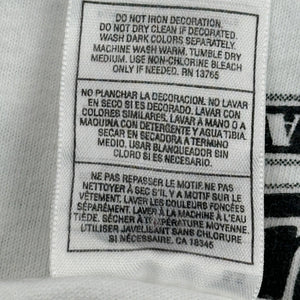 DO NOT IRON DECORATION.
DO NOT DRY CLEAN IF DECORATED.
WASH DARK COLORS SEPARATELY.
MACHINE WASH WARM. TUMBLE DRY
MEDIUM. USE NON-CHLORINE BLEACH
ONLY IF NEEDED. RN 13765
NO PLANCHAR LA DECORACION. NO LAVAR
EN SECO SI ES DECORADO. LAVAR CON
COLORES SIMILARES. LAVAR A MANO O A
MAQUINA CON DETERGENTE Y AGUA TIBIA.
SECAR EN SECADORA A TERMINO
MEDIO. USAR BLANQUEADOR SIN
CLORO SI ES NECESARIO.
NE PAS REPASSER LE MOTIF. NE PAS
NETTOYER À SEC S'IL Y A MOTIF SUR LE
VÊTEMENT. LAVER LES COULEURS FONCÉES
SÉPARÉMENT. LAVER À LA MACHINE À L'EAU
TIÈDE. SÉCHER À TEMPÉRATURE MOYENNE.
UTILISER JAVELLISANT SANS CHLORURE
SI NÉCESSAIRE. CA 18345
A